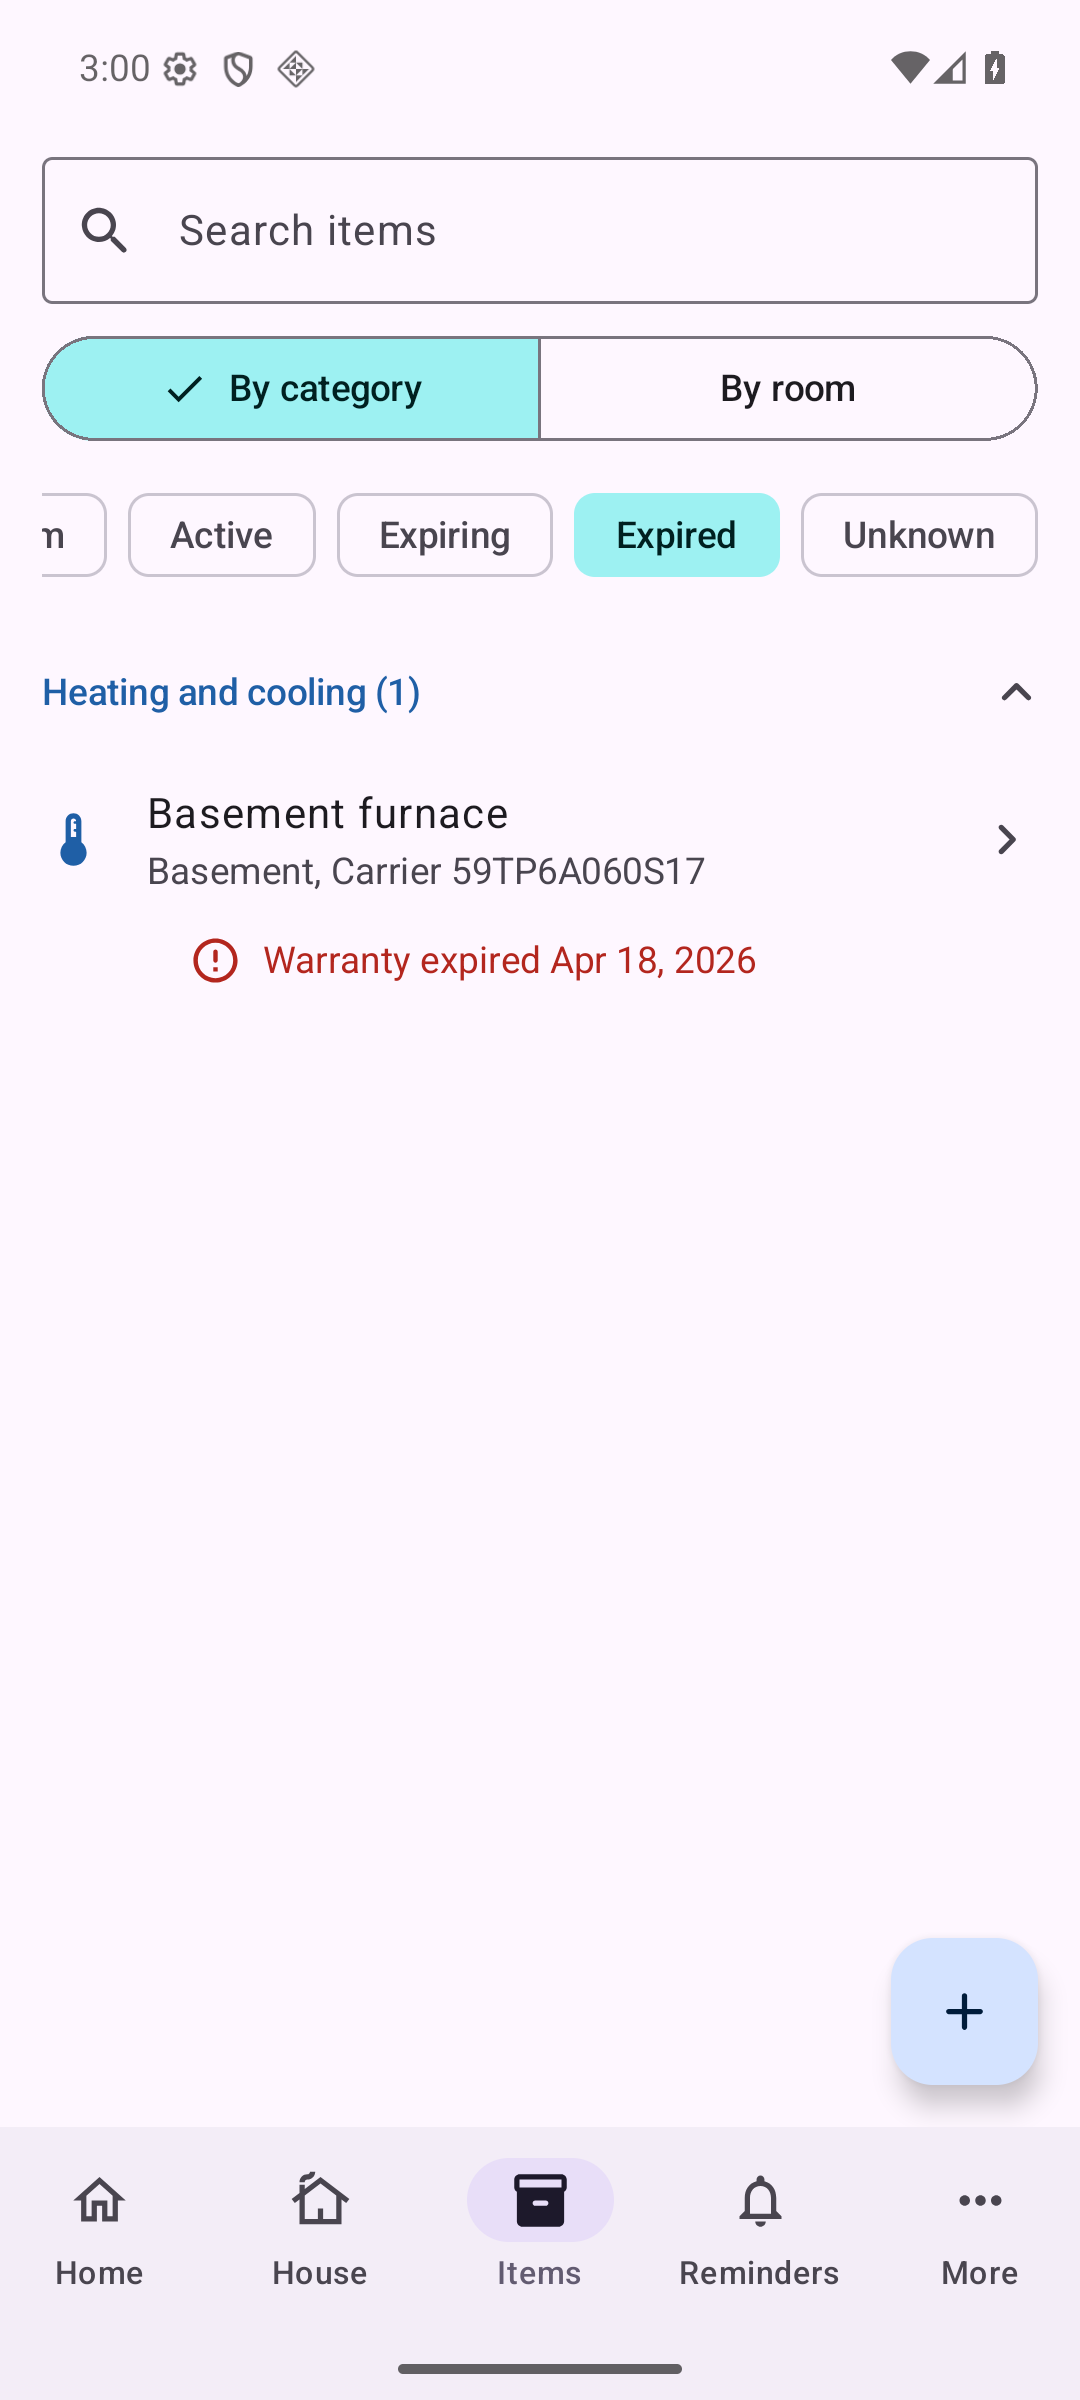 3:00
Search items
By category
By room
m
Active
Expiring
Expired
Unknown
Heating and cooling (1)
Basement furnace
Basement, Carrier 59TP6A060S17
Warranty expired Apr 18, 2026
Home
House
Items
Reminders
More